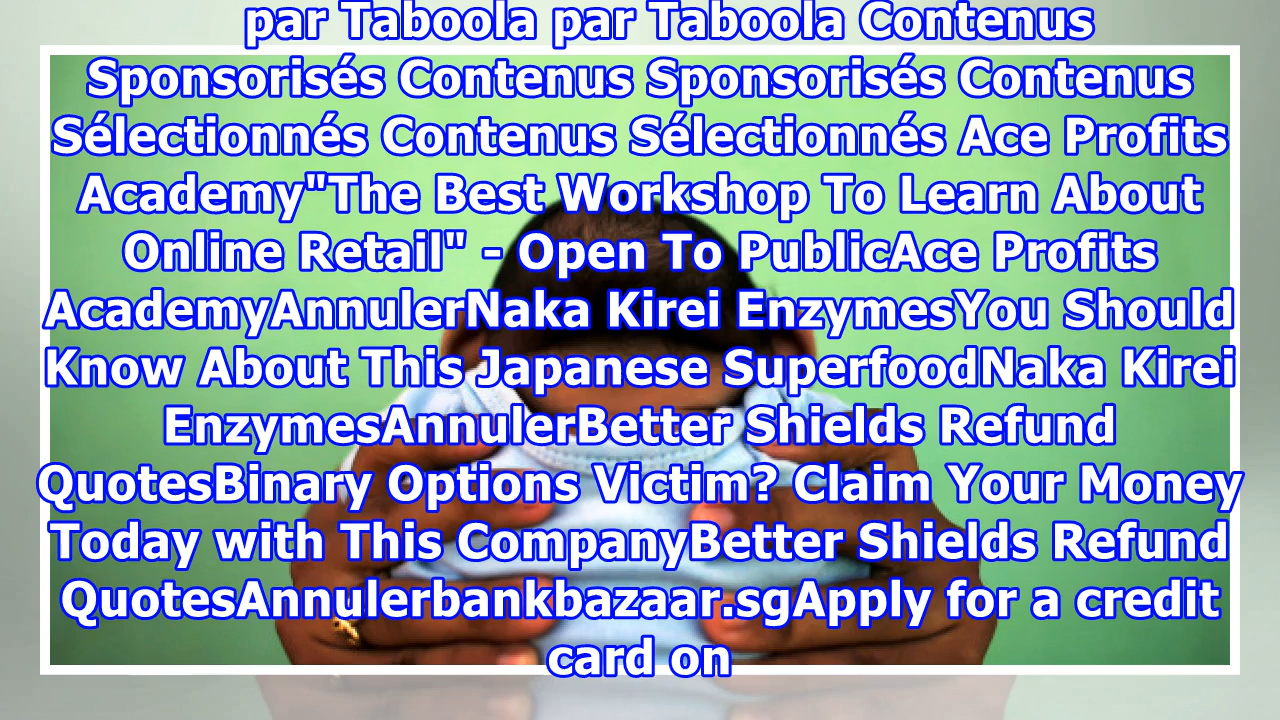 par Taboola par Taboola Contenus
Sponsorisés Contenus Sponsorisés Contenus
Sélectionnés Contenus Sélectionnés Ace Profits
Academy"The Best Workshop To Learn About
Online Retail" - Open To PublicAce Profits
AcademyAnnulerNaka Kirei EnzymesYou Should
Know About This Japanese SuperfoodNaka Kirei
EnzymesAnnulerBetter Shields Refund
QuotesBinary Options Victim? Claim Your Money
Today with This CompanyBetter Shields Refund
QuotesAnnulerbankbazaar.sgApply for a credit
card on